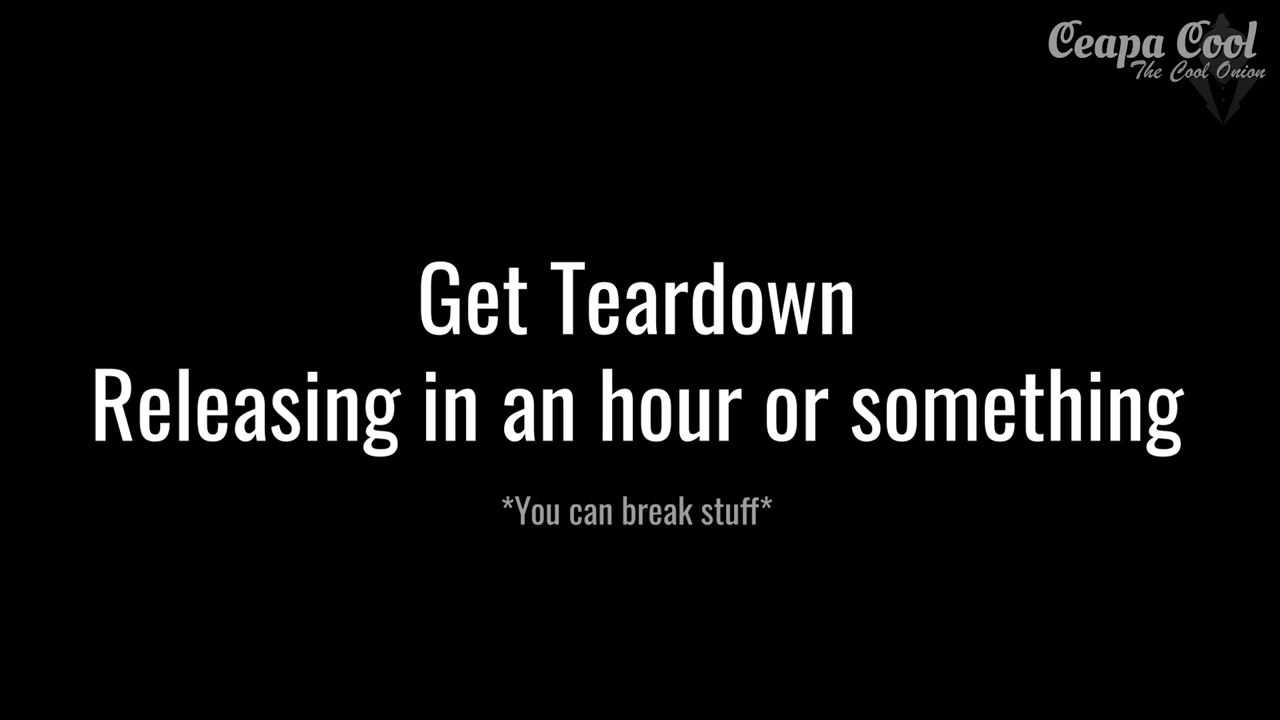 Ceapa Cool
The Cool Onion
Get Teardown
Releasing in an hour or something
*You can break stuff*